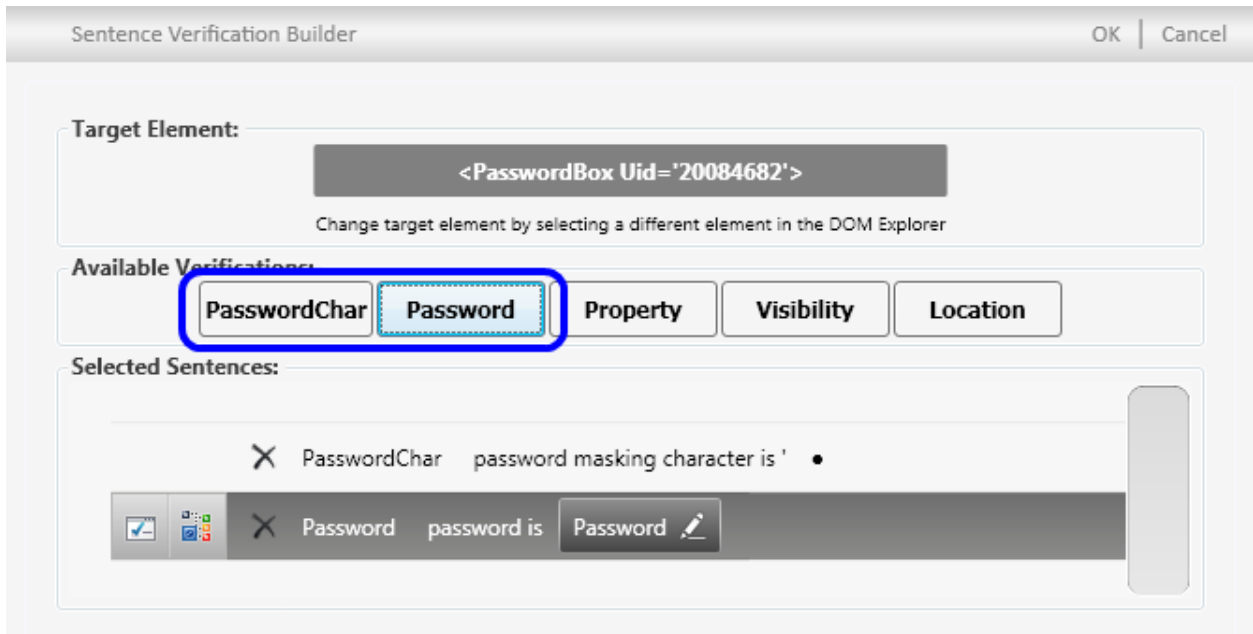 Sentence Verification Builder OK | Cancel
Target Element:
<PasswordBox Uid='20084682'>
Change target element by selecting a different element in the DOM Explorer
Available Verifications:
PasswordChar Password Property Visibility Location
Selected Sentences:
PasswordChar password masking character is ' ●
Password password is Password